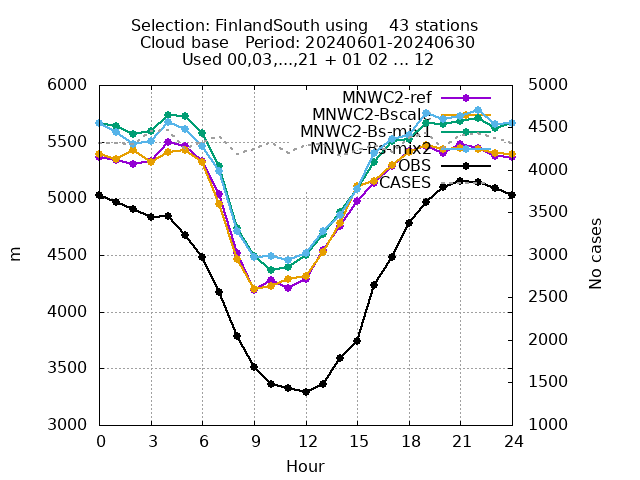 Selection: FinlandSouth using    43 stations
Cloud base   Period: 20240601-20240630
Used 00,03,...,21 + 01 02 ... 12
6000
5500
5000
4500
4000
3500
3000
m
5000
4500
4000
3500
3000
2500
2000
1500
1000
No cases
MNWC2-ref
MNWC2-Bscale
MNWC2-Bs-mix1
MNWC-Bs-mix2
OBS
CASES
0 3 6 9 12 15 18 21 24
Hour